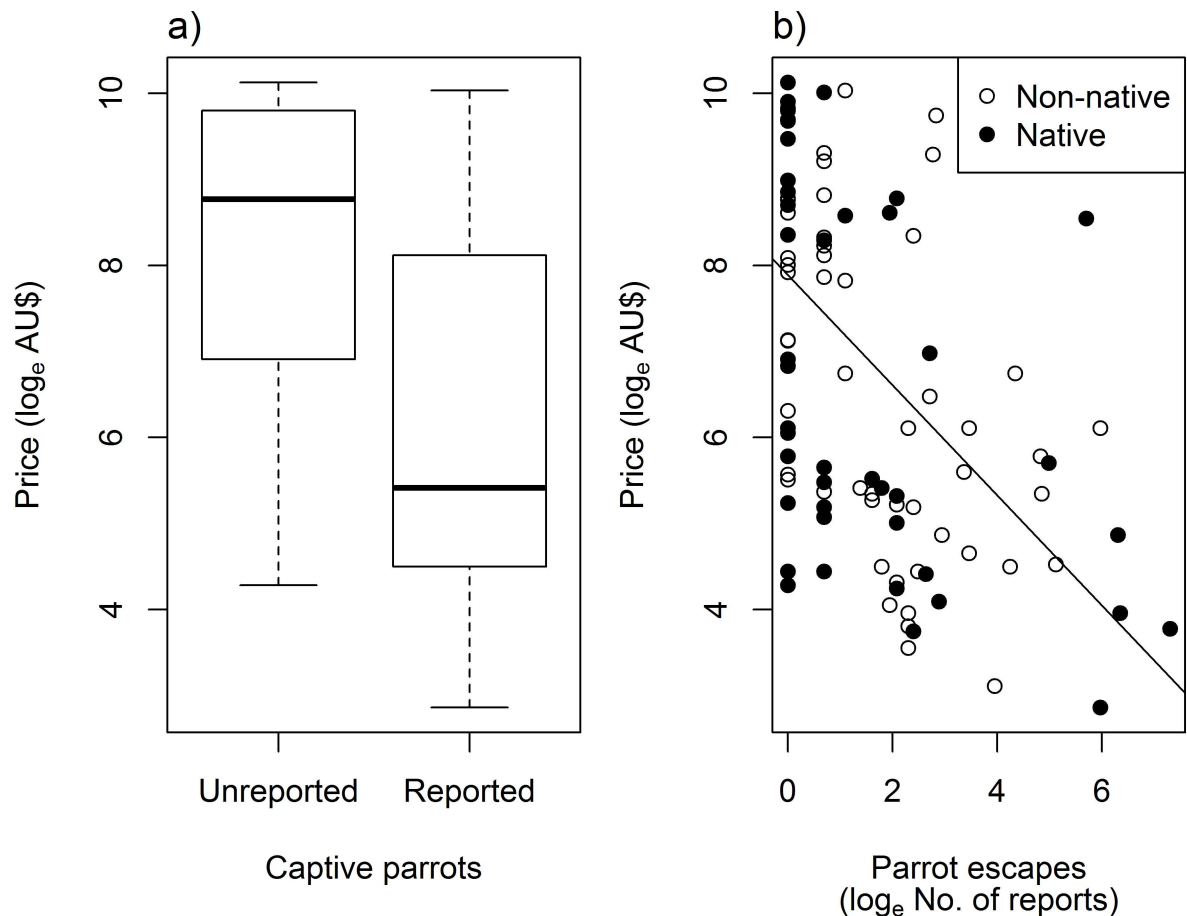 a)
Price (logₑ AU$)
10
8
6
4
Unreported Reported
Captive parrots
b)
Price (logₑ AU$)
10
8
6
4
Non-native
Native
0 2 4 6
Parrot escapes
(logₑ No. of reports)